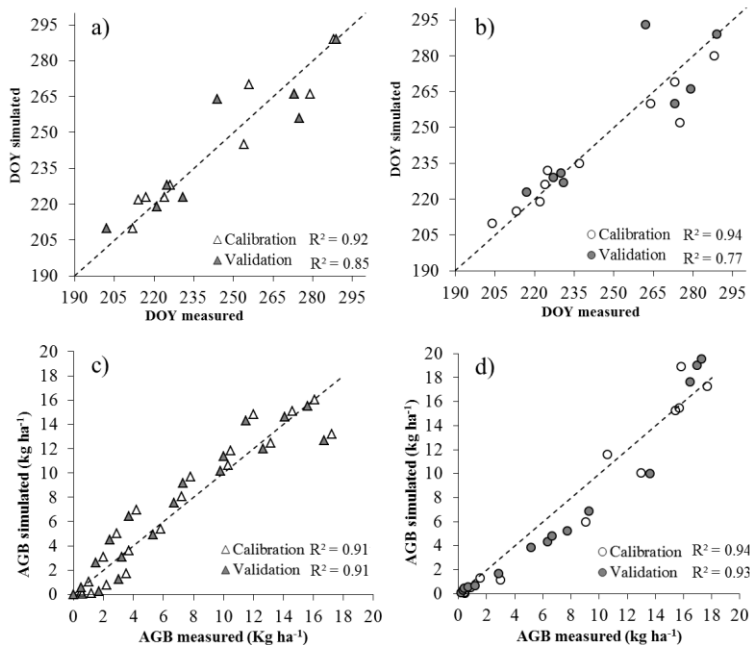 a)
295
280
265
250
235
220
205
190
DOY simulated
190 205 220 235 250 265 280 295
DOY measured
Calibration R² = 0.92
Validation R² = 0.85
b)
295
280
265
250
235
220
205
190
DOY simulated
190 205 220 235 250 265 280 295
DOY measured
Calibration R² = 0.94
Validation R² = 0.77
c)
20
18
16
14
12
10
8
6
4
2
0
AGB simulated (kg ha⁻¹)
0 2 4 6 8 10 12 14 16 18 20
AGB measured (Kg ha⁻¹)
Calibration R² = 0.91
Validation R² = 0.91
d)
20
18
16
14
12
10
8
6
4
2
0
AGB simulated (kg ha⁻¹)
0 2 4 6 8 10 12 14 16 18 20
AGB measured (kg ha⁻¹)
Calibration R² = 0.94
Validation R² = 0.93